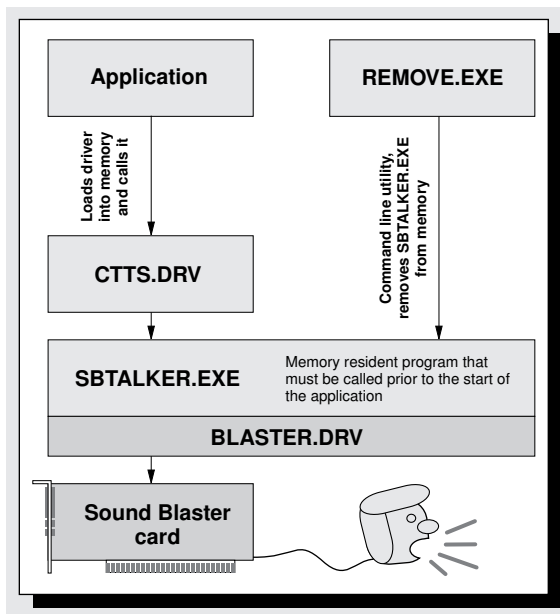 Application
REMOVE.EXE
Loads driver
into memory
and calls it
Command line utility,
removes SBTALKER.EXE
from memory
CTTS.DRV
SBTALKER.EXE
Memory resident program that
must be called prior to the start of
the application
BLASTER.DRV
Sound Blaster
card